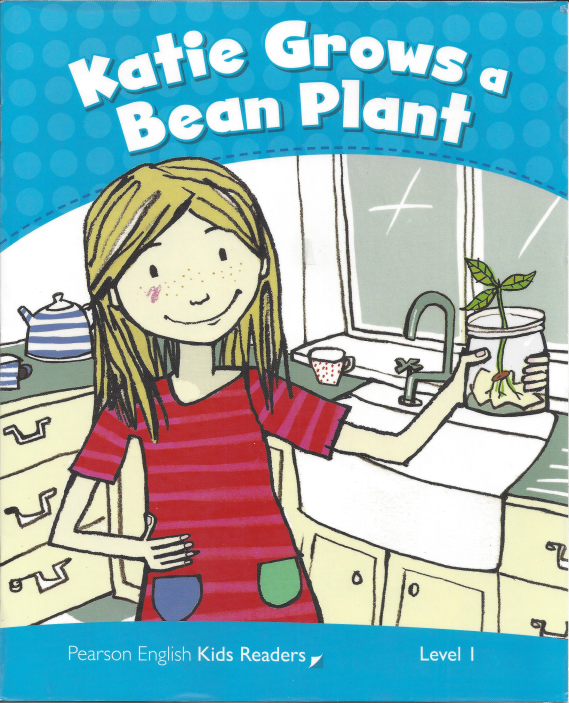 Katie Grows a
Bean Plant
Pearson English Kids Readers
Level 1